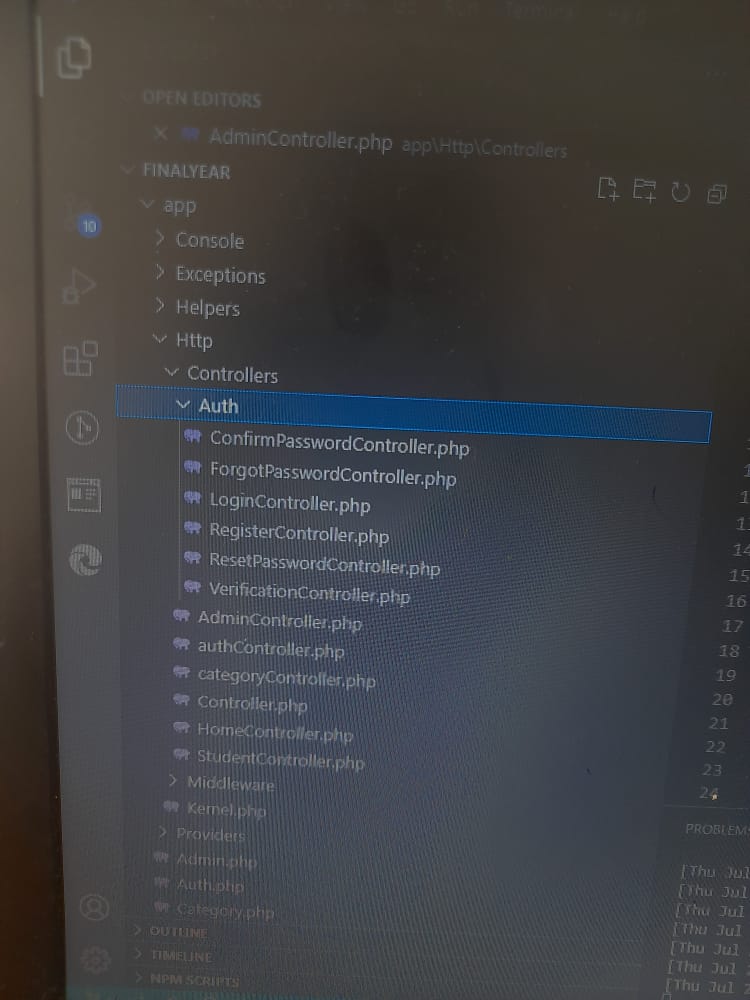 Terminal
OPEN EDITORS
AdminController.php app\Http\Controllers
FINALYEAR
app
10
Console
Exceptions
Helpers
Http
Controllers
Auth
ConfirmPasswordController.php
ForgotPasswordController.php
LoginController.php
RegisterController.php
ResetPasswordController.php
VerificationController.php
AdminController.php
authController.php
categoryController.php
Controller.php
HomeController.php
StudentController.php
Middleware
Kernel.php
Providers
Admin.php
Auth.php
Category.php
OUTLINE
TIMELINE
NPM SCRIPTS
14
15
16
17
18
19
20
21
22
23
24
PROBLEMS
[Thu Jul
[Thu Jul
[Thu Jul
[Thu Jul
[Thu Jul
[Thu Jul
[Thu Jul